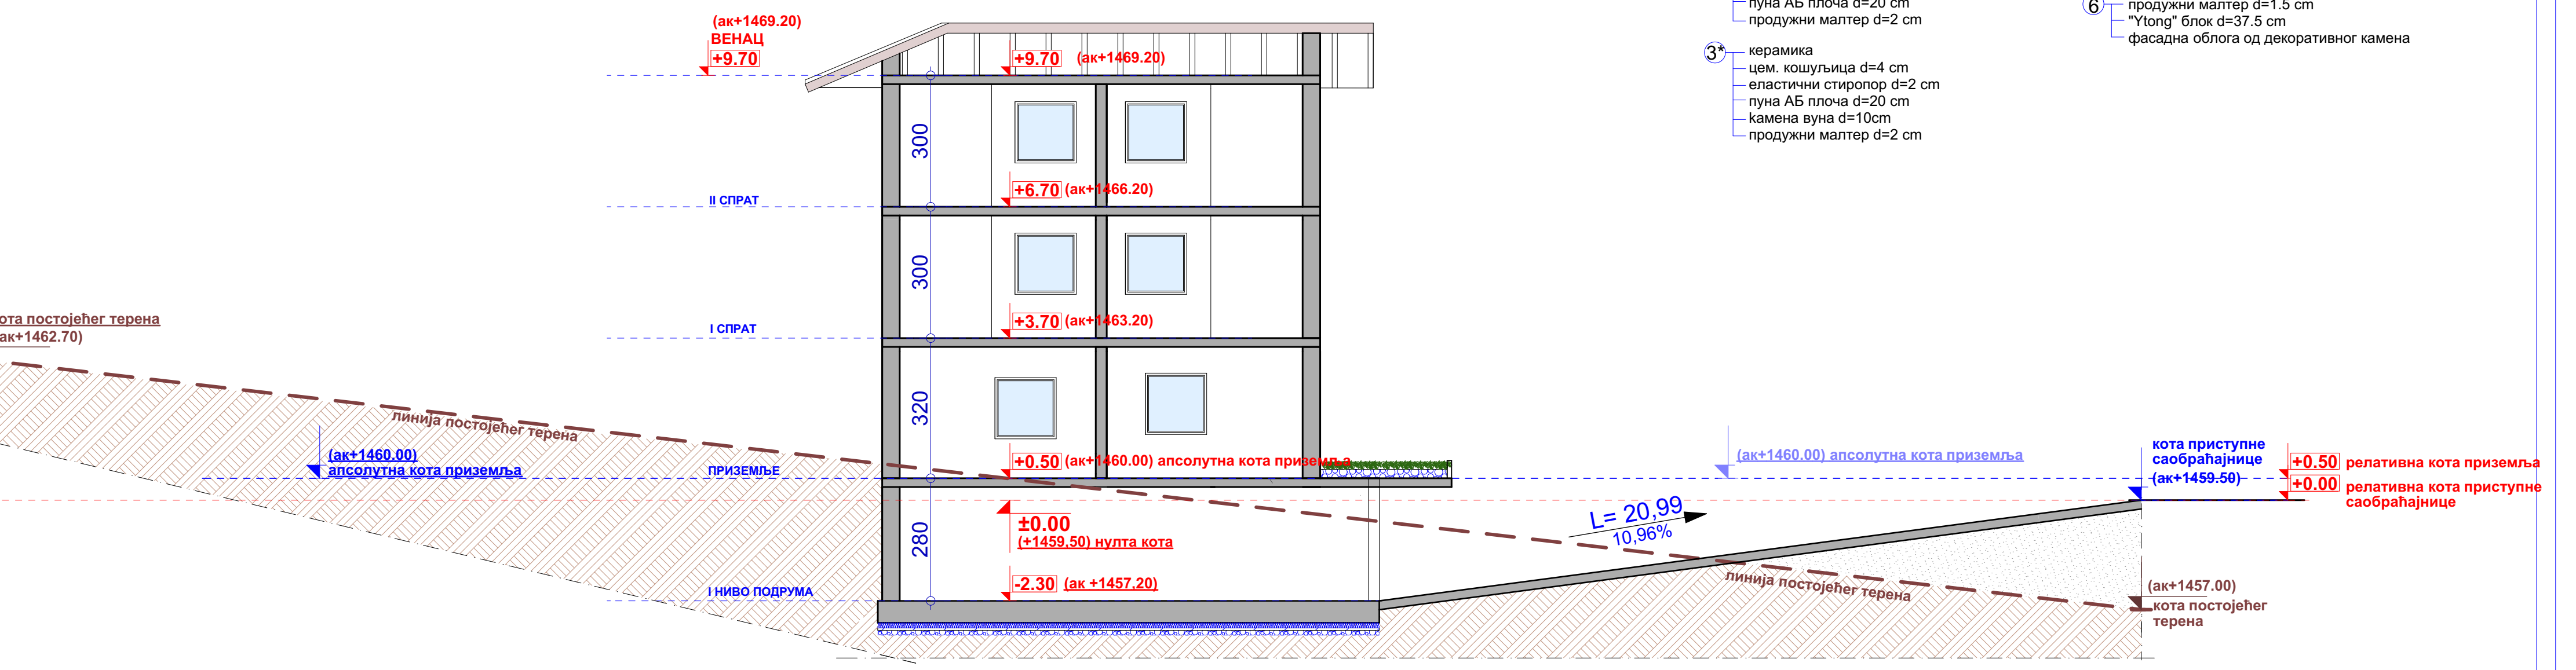 пуна АБ плоча d=20 cm
продужни малтер d=2 cm
3*
керамика
цем. кошуљица d=4 cm
еластични стиропор d=2 cm
пуна АБ плоча d=20 cm
камена вуна d=10cm
продужни малтер d=2 cm
6
продужни малтер d=1.5 cm
"Ytong" блок d=37.5 cm
фасадна облога од декоративног камена
(ак+1469.20)
ВЕНАЦ
+9.70
+9.70 (ак+1469.20)
300
+6.70 (ак+1466.20)
II СПРАТ
300
+3.70 (ак+1463.20)
I СПРАТ
ота постојећег терена
ак+1462.70)
320
линија постојећег терена
(ак+1460.00)
апсолутна кота приземља
ПРИЗЕМЉЕ
+0.50 (ак+1460.00) апсолутна кота приземља
(ак+1460.00) апсолутна кота приземља
кота приступне
саобраћајнице
(ак+1459.50)
+0.50 релативна кота приземља
+0.00 релативна кота приступне
саобраћајнице
±0.00
(+1459,50) нулта кота
280
L= 20,99
10,96%
-2.30 (ак +1457,20)
I НИВО ПОДРУМА
линија постојећег терена
(ак+1457.00)
кота постојећег
терена